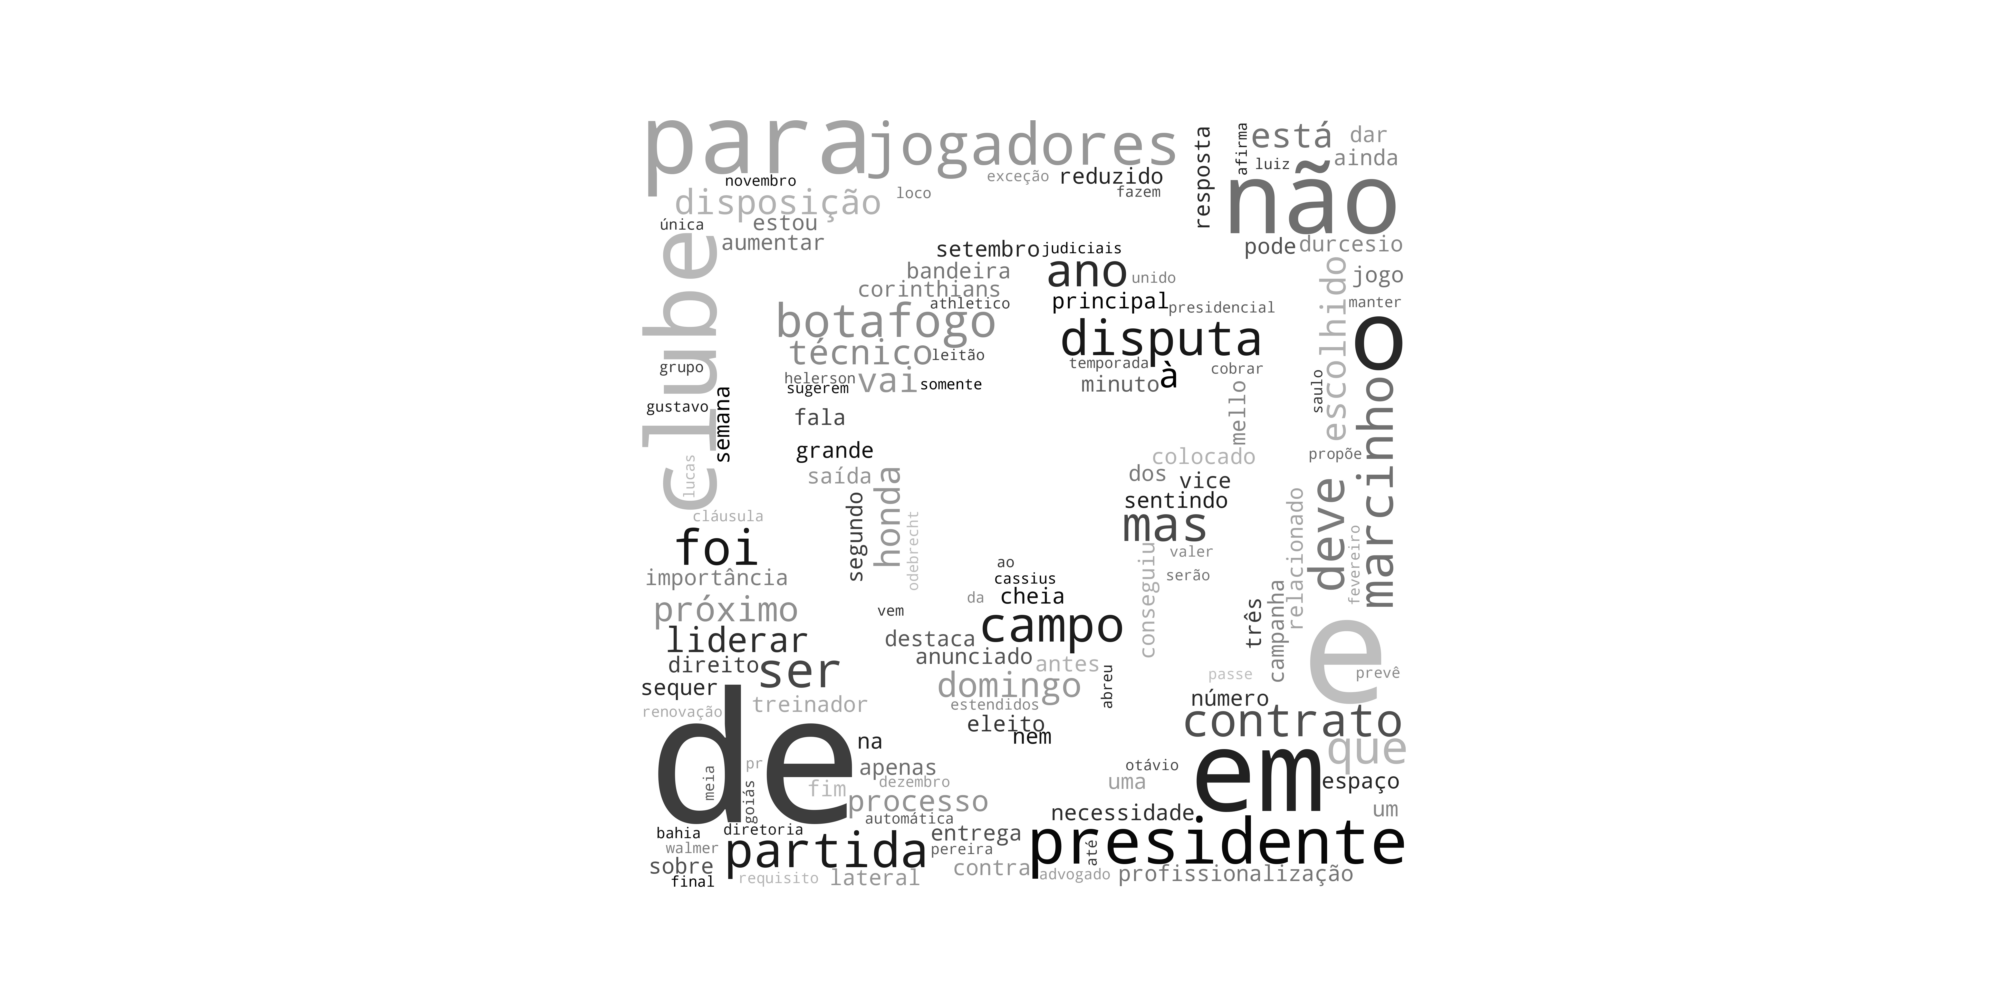 para
jogadores
resposta
afirma
está
dar
luiz
ainda
exceção
reduzido
fazem
novembro
loco
não
disposição
única
estou
aumentar
clube
setembro
judiciais
pode
durcesio
bandeira
ano
unido
escolhido
jogo
corinthians
athletico
principal
presidencial
manter
botafogo
disputa
o
técnico
leitão
temporada
cobrar
grupo
helerson
vai
somente
minuto
à
sugerem
saulo
marcinho
gustavo
semana
fala
mello
grande
colocado
propõe
lucas
saída
honda
dos
vice
deve
segundo
odebrecht
sentindo
relacionado
cláusula
mas
fevereiro
foi
conseguiu
valer
importância
ao
cassius
serão
próximo
vem
da
cheia
três
campanha
liderar
destaca
campo
e
direito
ser
anunciado
antes
abreu
passe
prevê
sequer
domingo
número
renovação
treinador
estendidos
contrato
de
eleito
nem
que
na
em
meia
pr
apenas
otávio
goiás
fim
dezembro
uma
espaço
processo
necessidade
um
automática
bahia
diretoria
entrega
presidente
walmer
partida
pereira
até
sobre
contra
final
requisito
lateral
advogado
profissionalização